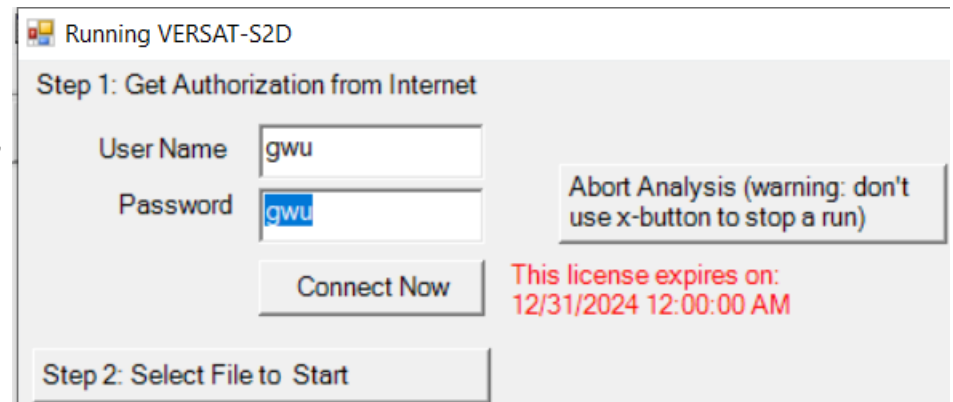 Running VERSAT-S2D
Step 1: Get Authorization from Internet
User Name gwu
Password gwu
Abort Analysis (warning: don't
use x-button to stop a run)
Connect Now
This license expires on:
12/31/2024 12:00:00 AM
Step 2: Select File to Start